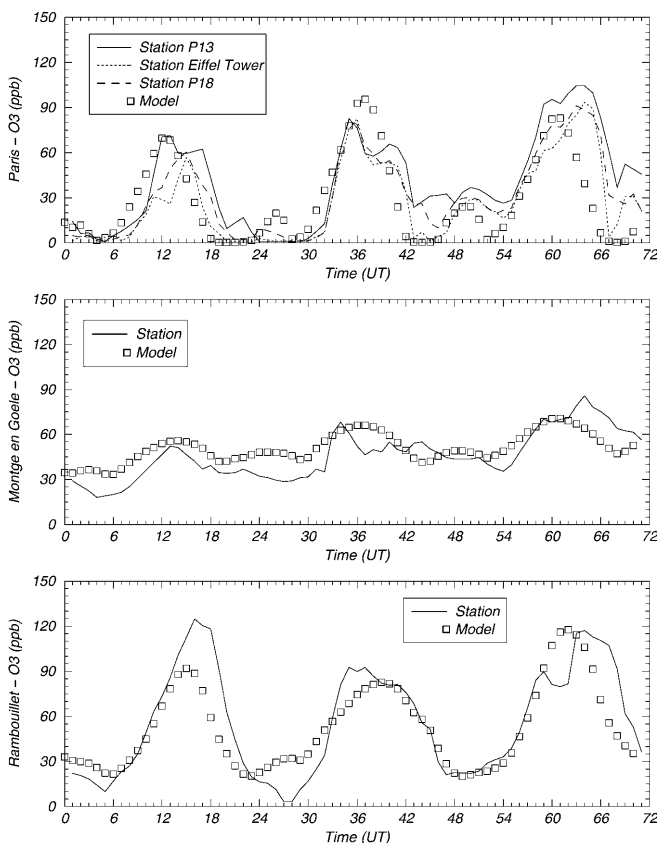 150
120
90
60
30
0
Paris − O3 (ppb)
Station P13
Station Eiffel Tower
Station P18
Model
0 6 12 18 24 30 36 42 48 54 60 66 72
Time (UT)
150
120
90
60
30
0
Montge en Goele − O3 (ppb)
Station
Model
0 6 12 18 24 30 36 42 48 54 60 66 72
Time (UT)
150
120
90
60
30
0
Rambouillet − O3 (ppb)
Station
Model
0 6 12 18 24 30 36 42 48 54 60 66 72
Time (UT)